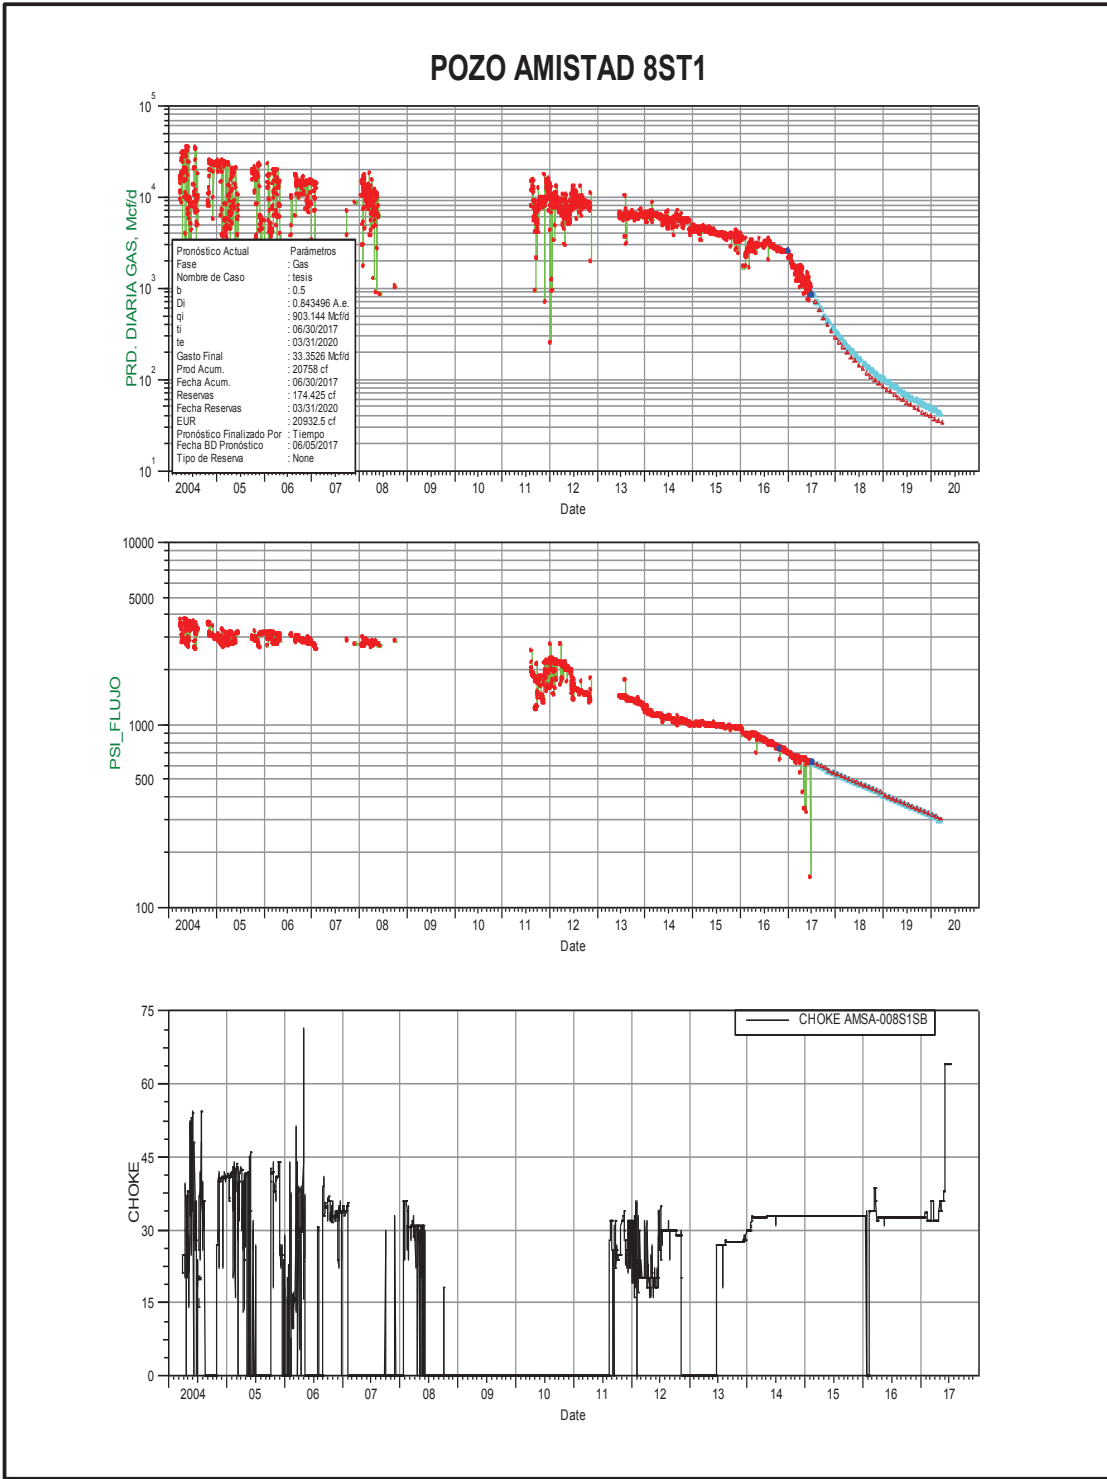 POZO AMISTAD 8ST1
PRD. DIARIA GAS, Mcf/d
10 5
10 4
10 3
10 2
10 1
Pronóstico Actual Parámetros
Fase : Gas
Nombre de Caso : tesis
b : 0.5
Di : 0.843496 A.e.
qi : 903.144 Mcf/d
ti : 06/30/2017
te : 03/31/2020
Gasto Final : 33.3526 Mcf/d
Prod Acum. : 20758 cf
Fecha Acum. : 06/30/2017
Reservas : 174.425 cf
Fecha Reservas : 03/31/2020
EUR : 20932.5 cf
Pronóstico Finalizado Por : Tiempo
Fecha BD Pronóstico : 06/05/2017
Tipo de Reserva : None
2004 05 06 07 08 09 10 11 12 13 14 15 16 17 18 19 20
Date
PSI_FLUJO
10000
5000
1000
500
100
2004 05 06 07 08 09 10 11 12 13 14 15 16 17 18 19 20
Date
CHOKE
75
60
45
30
15
0
CHOKE AMSA-008S1SB
2004 05 06 07 08 09 10 11 12 13 14 15 16 17
Date